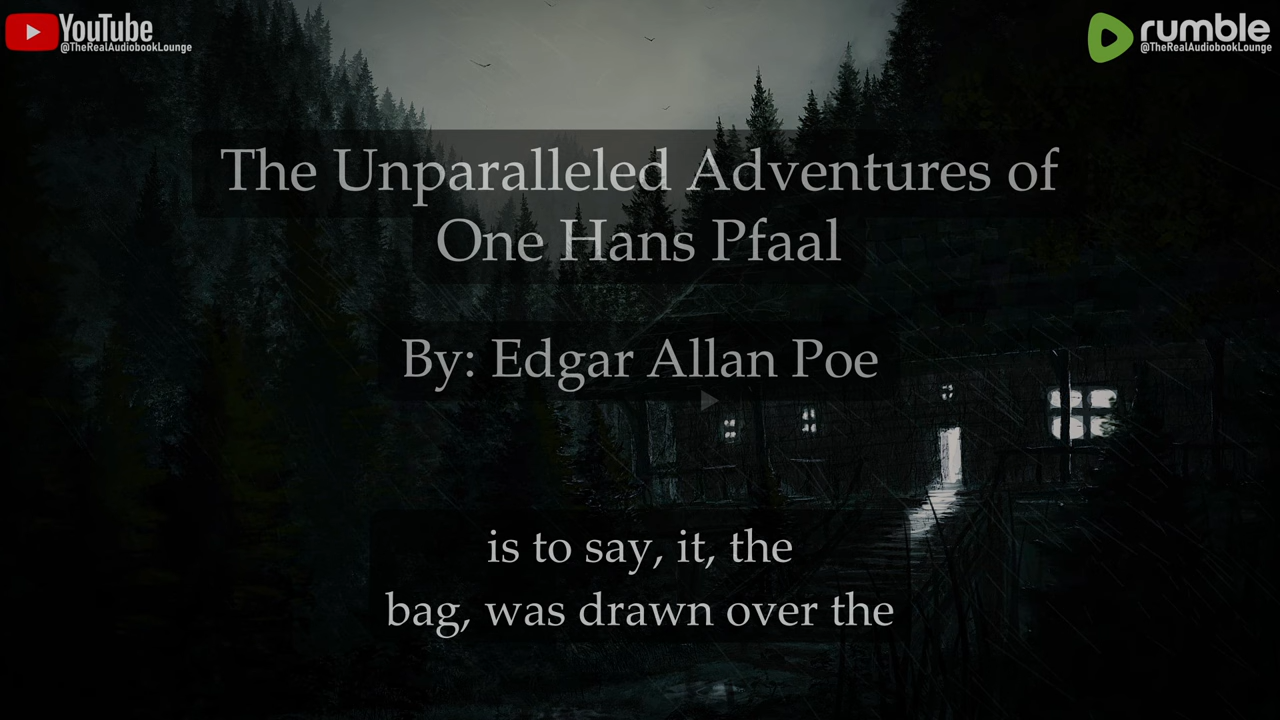 YouTube
@TheRealAudiobookLounge
rumble
@TheRealAudiobookLounge
The Unparalleled Adventures of
One Hans Pfaal
By: Edgar Allan Poe
is to say, it, the
bag, was drawn over the